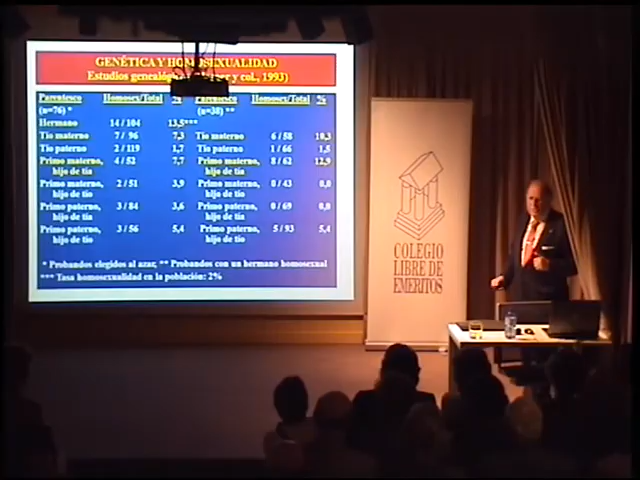 GENÉTICA Y HOMOSEXUALIDAD
Estudios genealóg y col., 1993)
Parentesco Homosex/Total % Parentesco Homosex/Total %
(n=76) * (n=38) **
Hermano 14 / 104 13,5***
Tío materno 7 / 96 7,3 Tío materno 6 / 58 10,3
Tío paterno 2 / 119 1,7 Tío paterno 1 / 66 1,5
Primo materno, 4 / 52 7,7 Primo materno, 8 / 62 12,9
hijo de tía hijo de tía
Primo materno, 2 / 51 3,9 Primo materno, 0 / 43 0,0
hijo de tío hijo de tío
Primo paterno, 3 / 84 3,6 Primo paterno, 0 / 69 0,0
hijo de tía hijo de tía
Primo paterno, 3 / 56 5,4 Primo paterno, 5 / 93 5,4
hijo de tío hijo de tío
* Probandos elegidos al azar, ** Probandos con un hermano homosexual
*** Tasa homosexualidad en la población: 2%
COLEGIO
LIBRE DE
EMERITOS